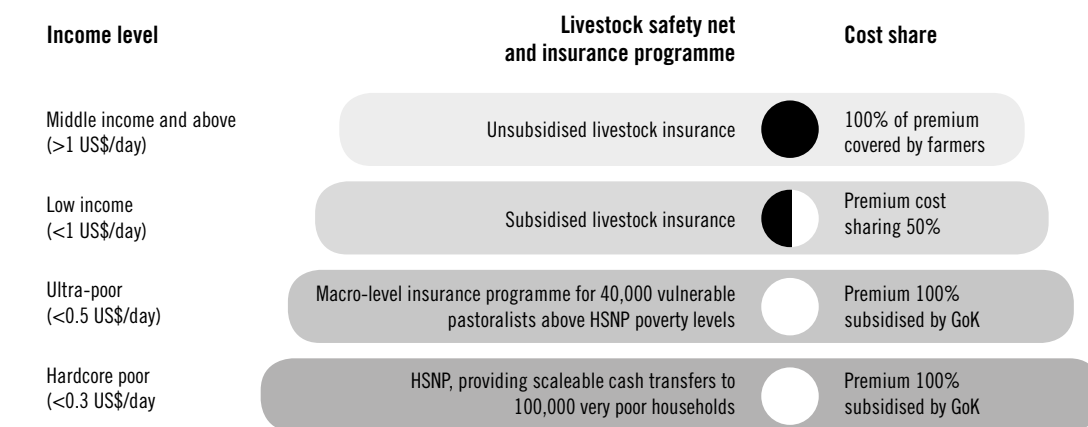 Income level
Livestock safety net
and insurance programme
Cost share
Middle income and above
(>1 US$/day)
Unsubsidised livestock insurance
100% of premium
covered by farmers
Low income
(<1 US$/day)
Subsidised livestock insurance
Premium cost
sharing 50%
Ultra-poor
(<0.5 US$/day)
Macro-level insurance programme for 40,000 vulnerable
pastoralists above HSNP poverty levels
Premium 100%
subsidised by GoK
Hardcore poor
(<0.3 US$/day
HSNP, providing scaleable cash transfers to
100,000 very poor households
Premium 100%
subsidised by GoK